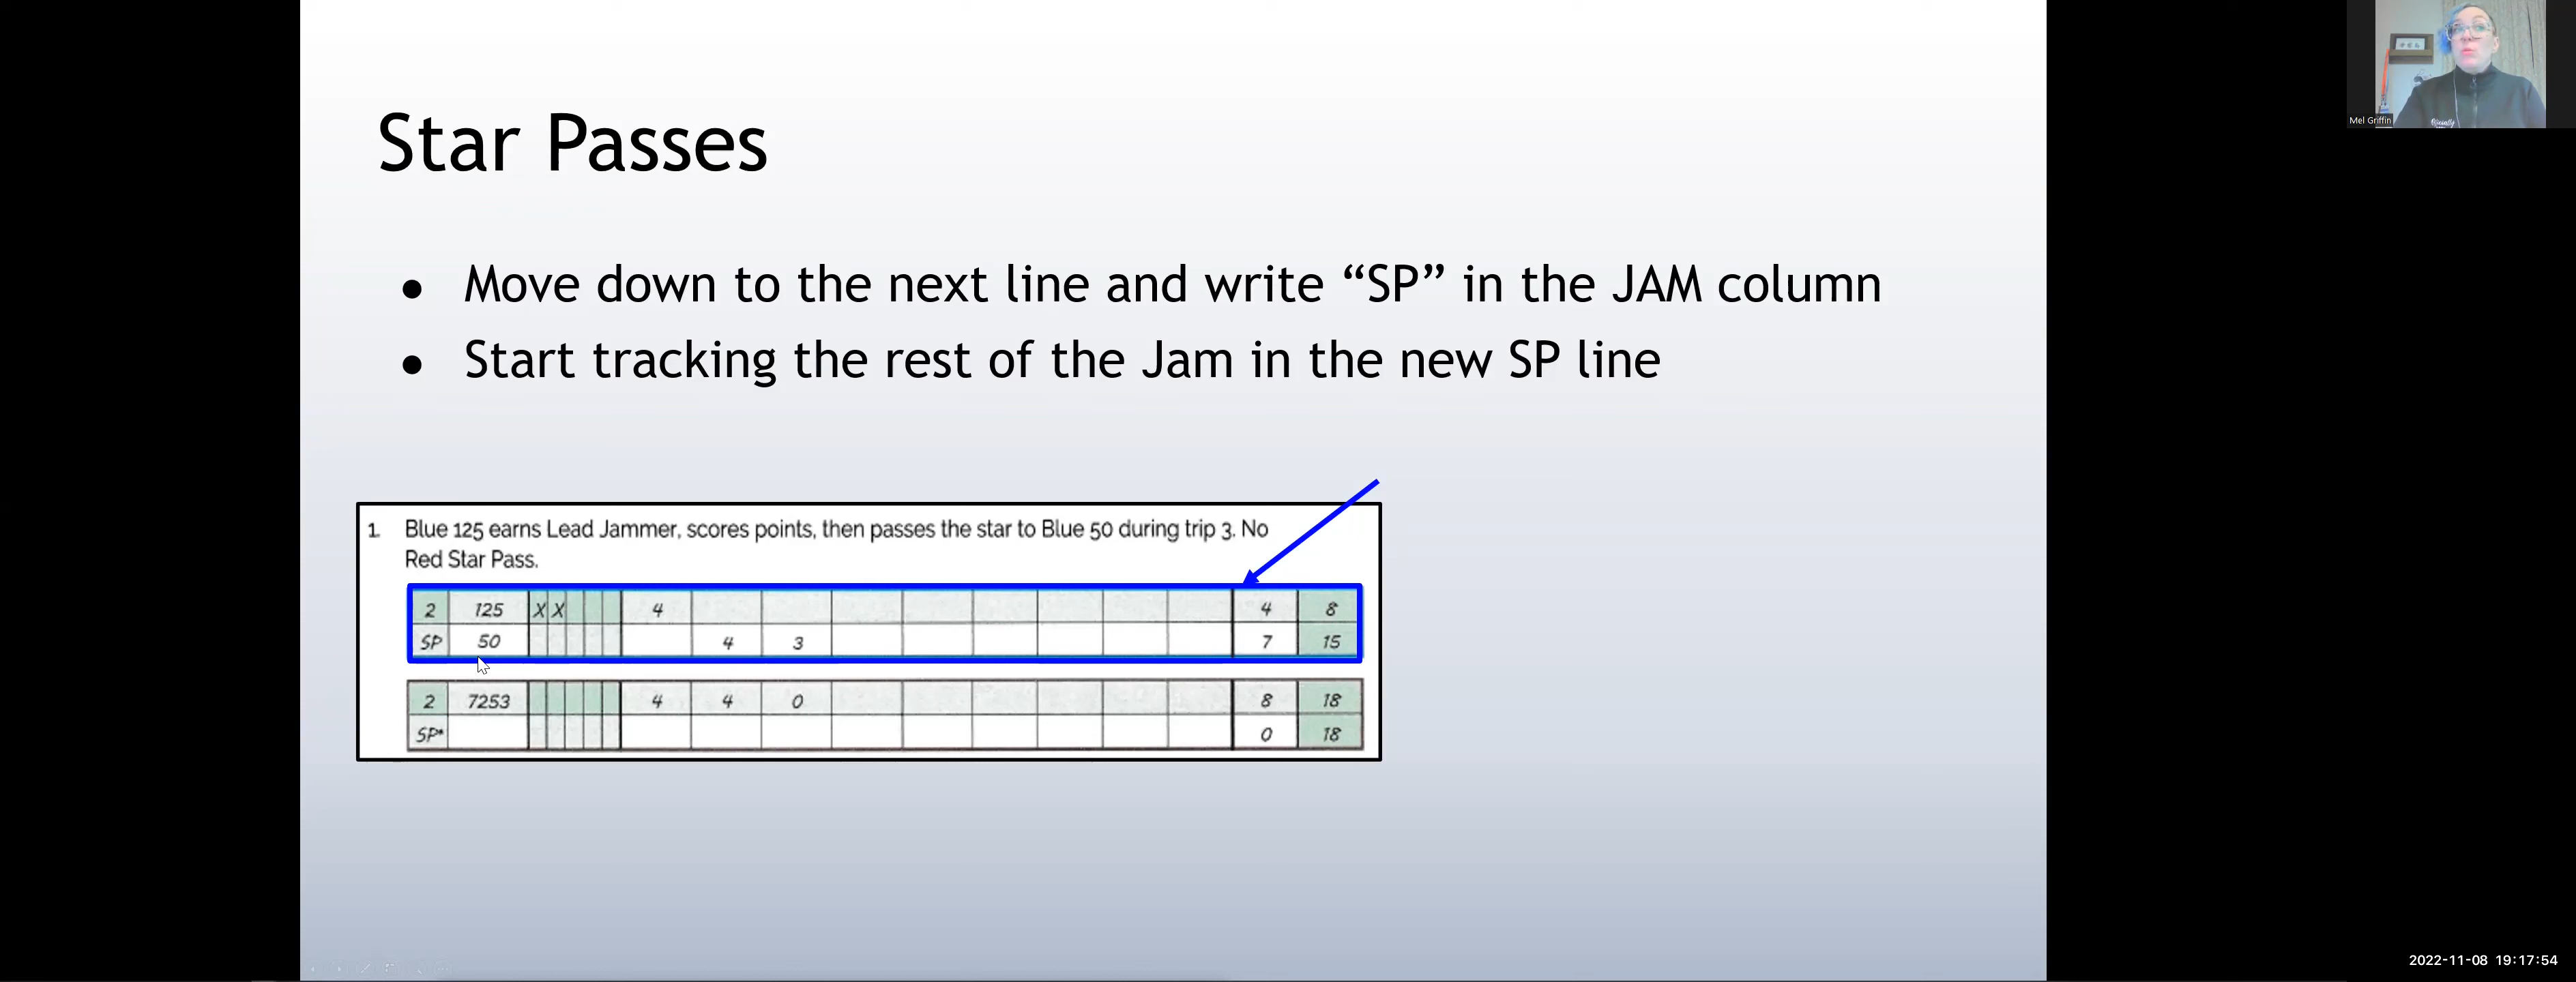 Star Passes
● Move down to the next line and write “SP” in the JAM column
● Start tracking the rest of the Jam in the new SP line
1. Blue 125 earns Lead Jammer, scores points, then passes the star to Blue 50 during trip 3. No
Red Star Pass.
2 125 X X 4 4 8
SP 50 4 3 7 15
2 7253 4 4 0 8 18
SP* 0 18
Mel Griffin
2022-11-08 19:17:54